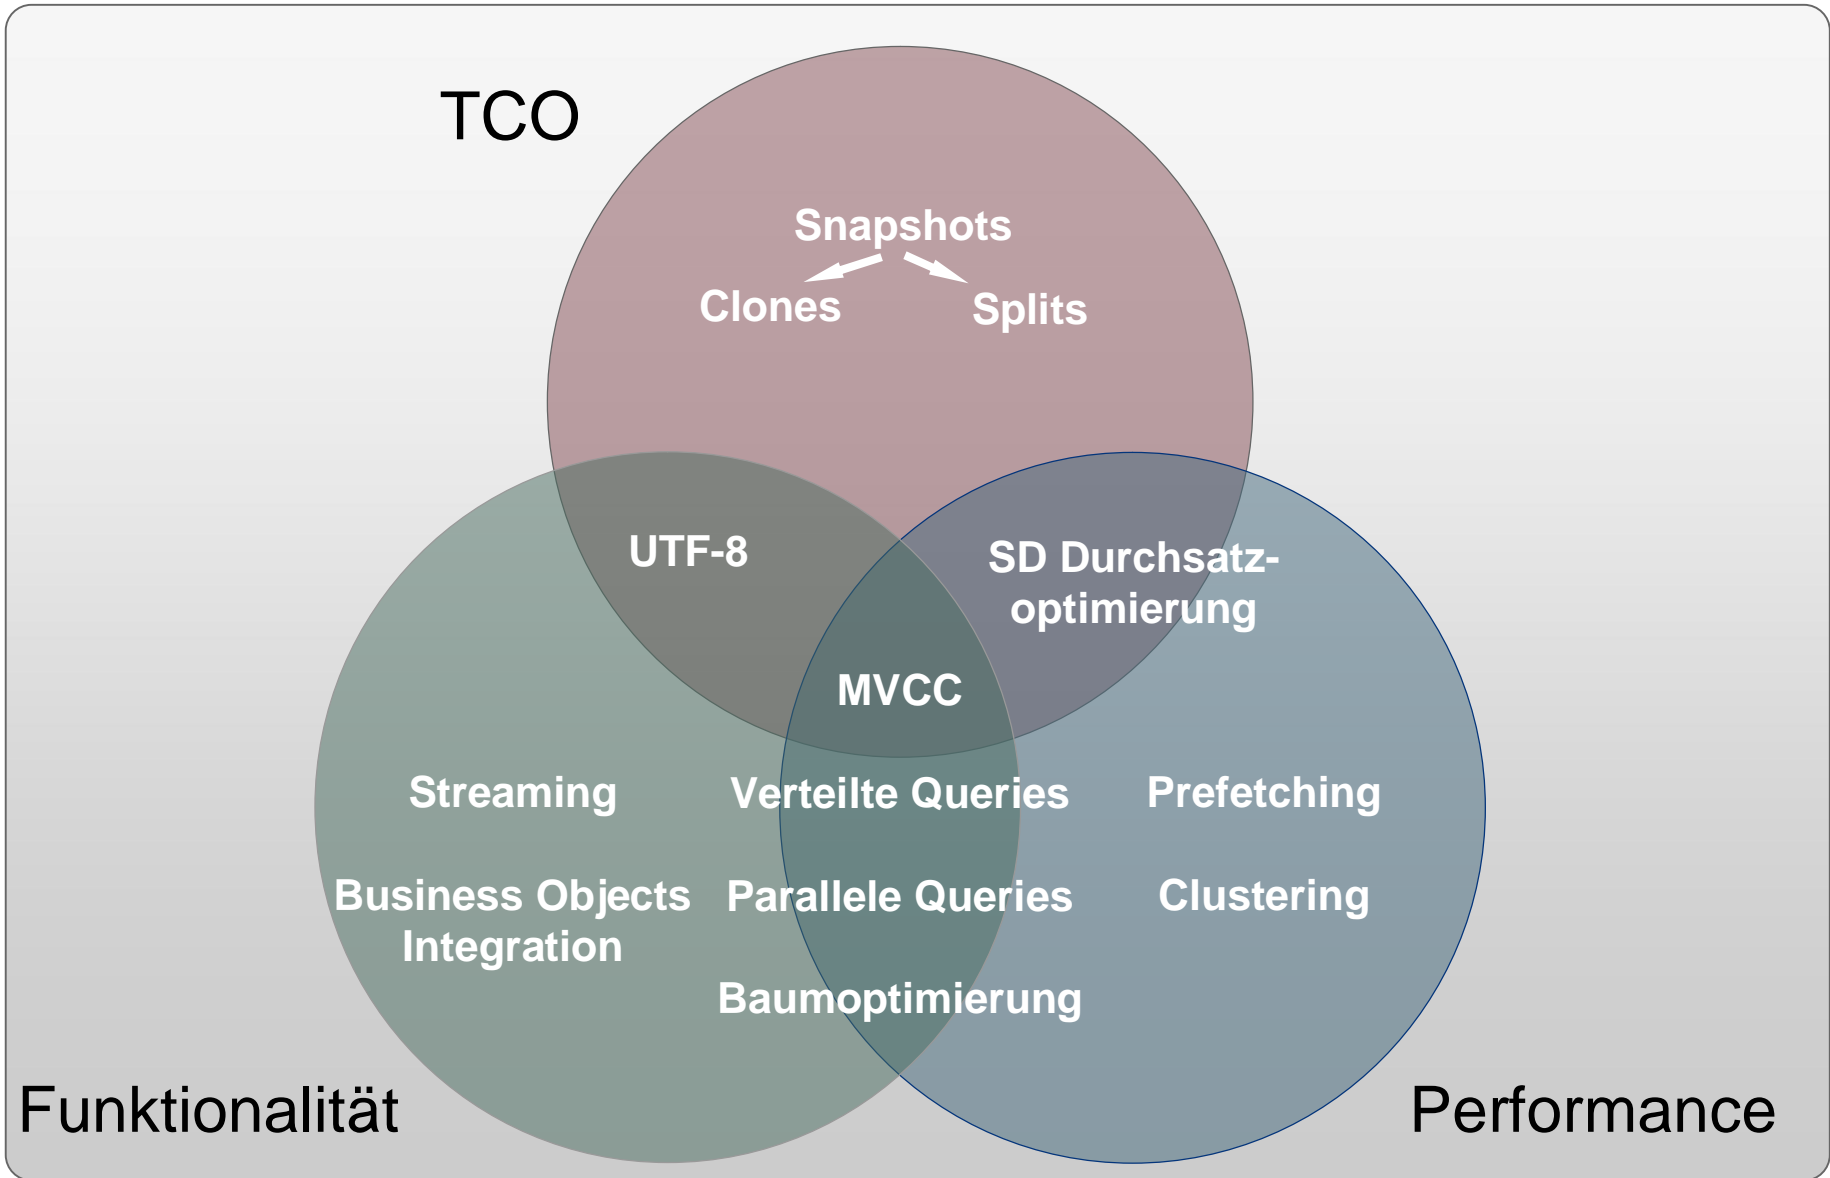 TCO
Snapshots
Clones Splits
UTF-8
SD Durchsatz-
optimierung
MVCC
Streaming
Verteilte Queries
Prefetching
Business Objects
Integration
Parallele Queries
Clustering
Baumoptimierung
Funktionalität
Performance